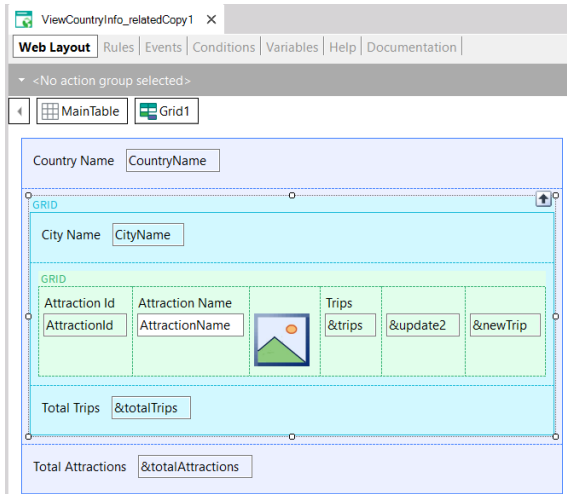 ViewCountryInfo_relatedCopy1 ×
Web Layout | Rules | Events | Conditions | Variables | Help | Documentation |
<No action group selected>
MainTable Grid1
Country Name CountryName
GRID
City Name CityName
GRID
Attraction Id Attraction Name Trips
AttractionId AttractionName &trips &update2 &newTrip
Total Trips &totalTrips
Total Attractions &totalAttractions